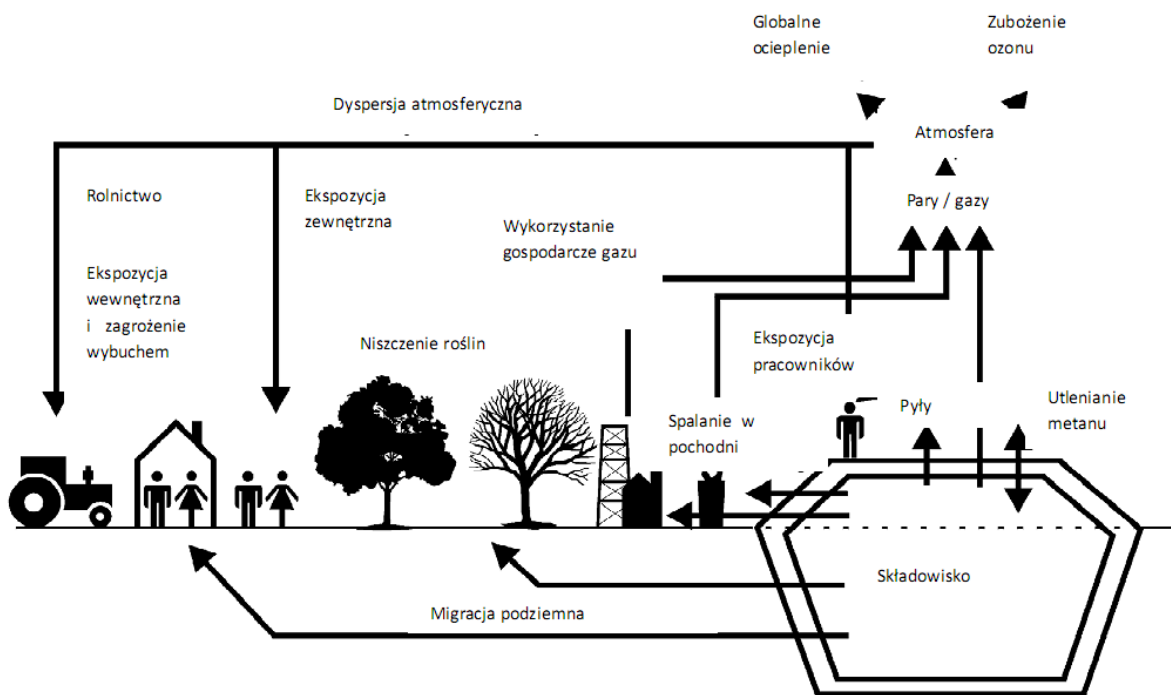 Globalne
ocieplenie
Zubożenie
ozonu
Dyspersja atmosferyczna
Atmosfera
Rolnictwo
Ekspozycja
zewnętrzna
Pary / gazy
Wykorzystanie
gospodarcze gazu
Ekspozycja
wewnętrzna
i zagrożenie
wybuchem
Niszczenie roślin
Ekspozycja
pracowników
Spalanie w
pochodni
Pyły
Utlenianie
metanu
Składowisko
Migracja podziemna